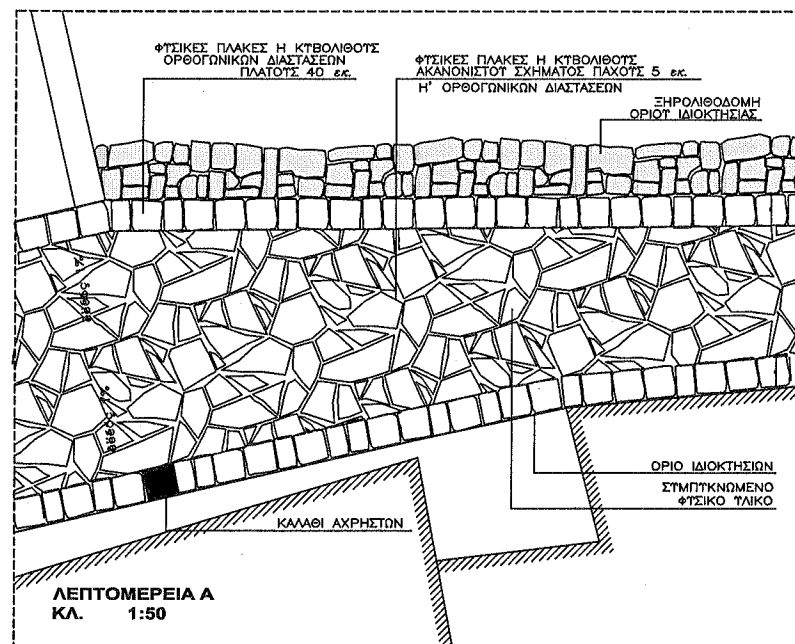 ΦΥΣΙΚΕΣ ΠΛΑΚΕΣ Η ΚΥΒΟΛΙΘΟΥΣ
ΟΡΘΟΓΩΝΙΚΩΝ ΔΙΑΣΤΑΣΕΩΝ
ΠΛΑΤΟΥΣ 40 εκ.
ΦΥΣΙΚΕΣ ΠΛΑΚΕΣ Η ΚΥΒΟΛΙΘΟΥΣ
ΑΚΑΝΟΝΙΣΤΟΥ ΣΧΗΜΑΤΟΣ ΠΑΧΟΥΣ 5 εκ.
Η' ΟΡΘΟΓΩΝΙΚΩΝ ΔΙΑΣΤΑΣΕΩΝ
ΞΗΡΟΛΙΘΟΔΟΜΗ
ΟΡΙΟΥ ΙΔΙΟΚΤΗΣΙΑΣ
ΟΡΙΟ ΙΔΙΟΚΤΗΣΙΩΝ
ΣΥΜΠΥΚΝΩΜΕΝΟ
ΦΥΣΙΚΟ ΥΛΙΚΟ
ΚΑΛΑΘΙ ΑΧΡΗΣΤΩΝ
ΛΕΠΤΟΜΕΡΕΙΑ Α
ΚΛ. 1:50